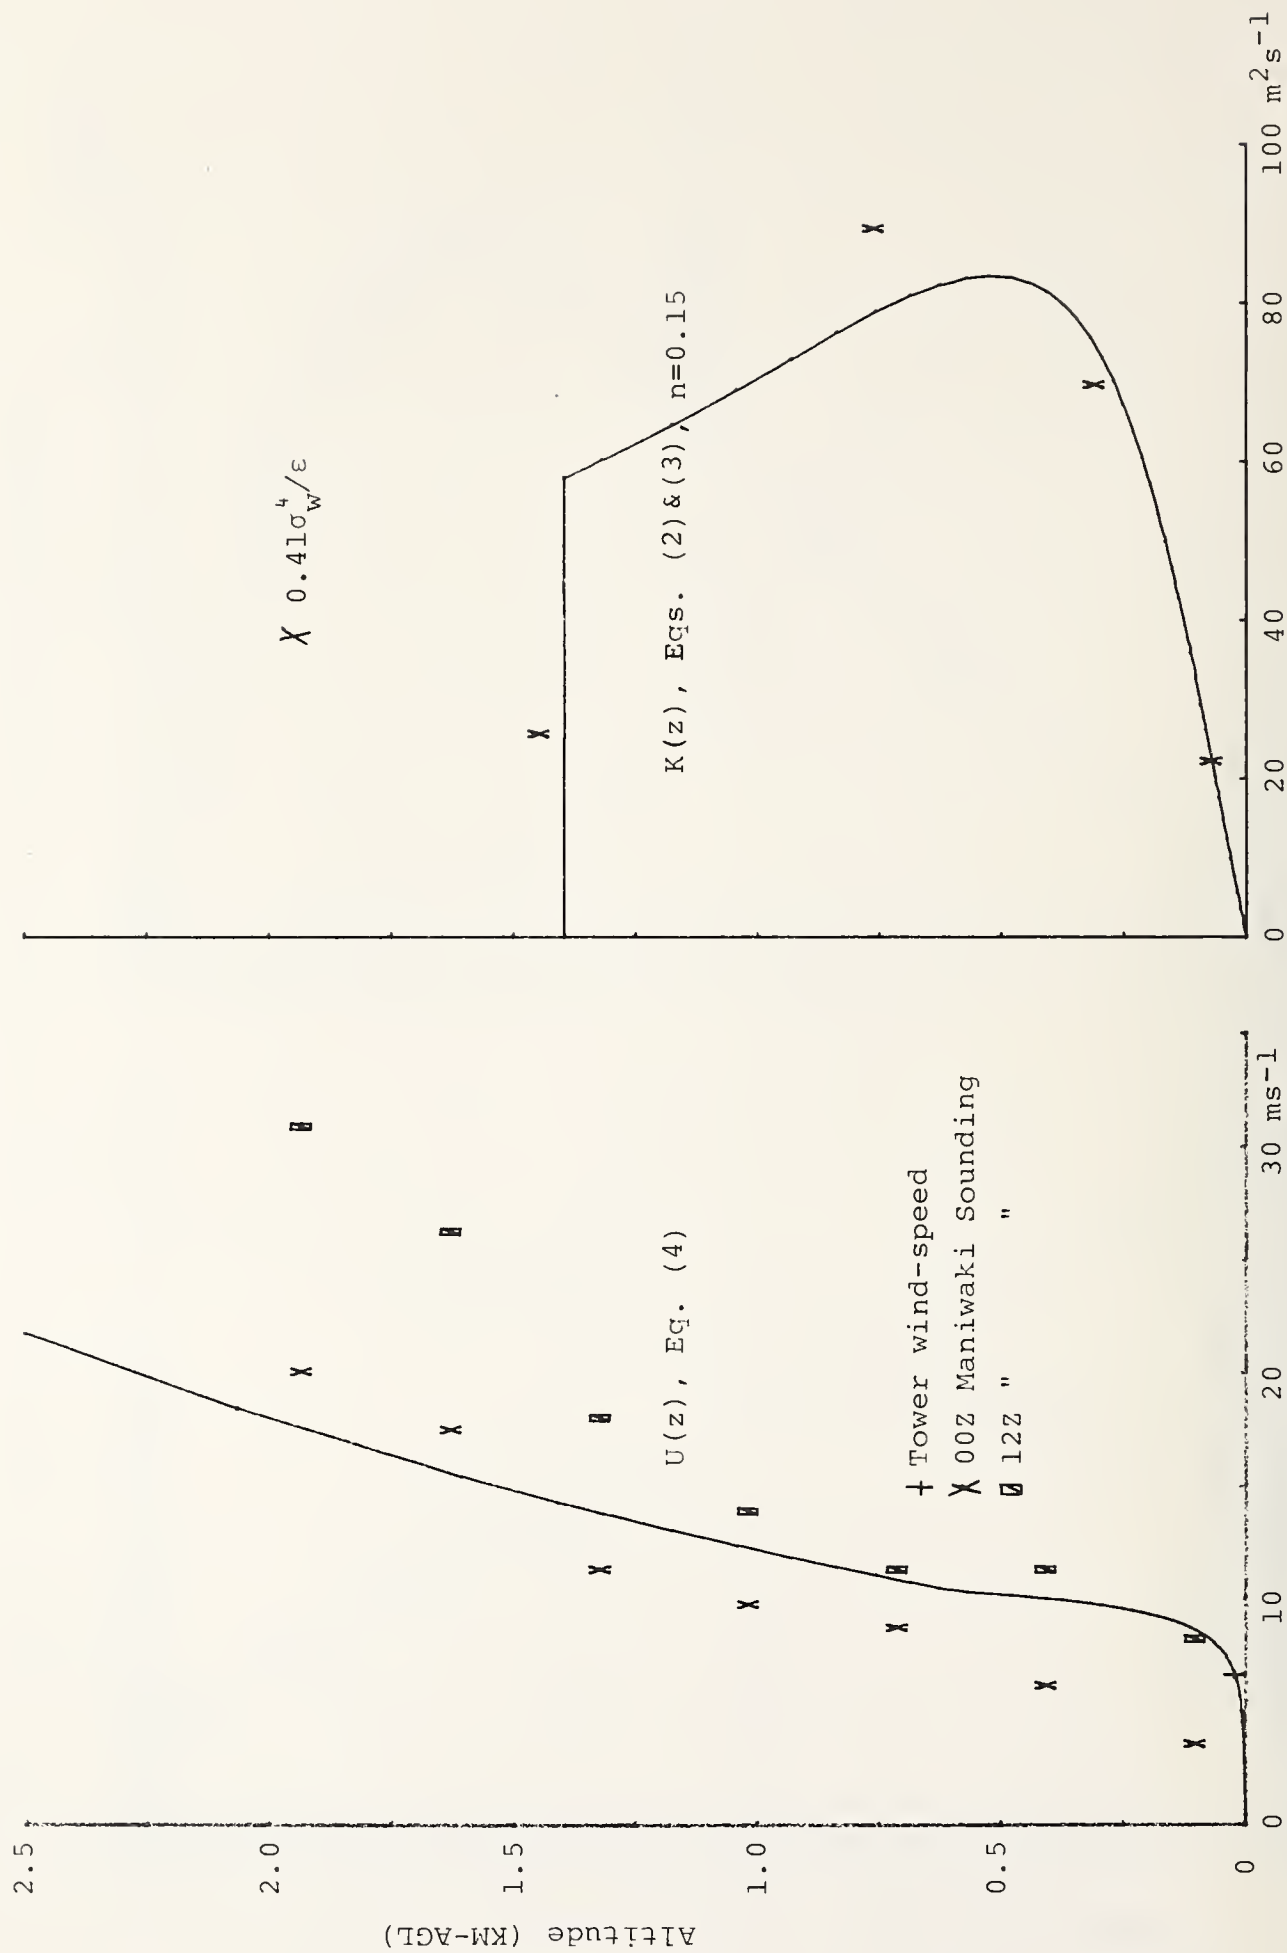 Altitude (KM-AGL)
2.5
2.0
1.5
1.0
0.5
0
U(z), Eq. (4)
+ Tower wind-speed
X 00Z Maniwaki Sounding
12Z " "
0 10 20 30 ms-1
X 0.41σ_w^4/ε
K(z), Eqs. (2)&(3), n=0.15
0 20 40 60 80 100 m²s-1